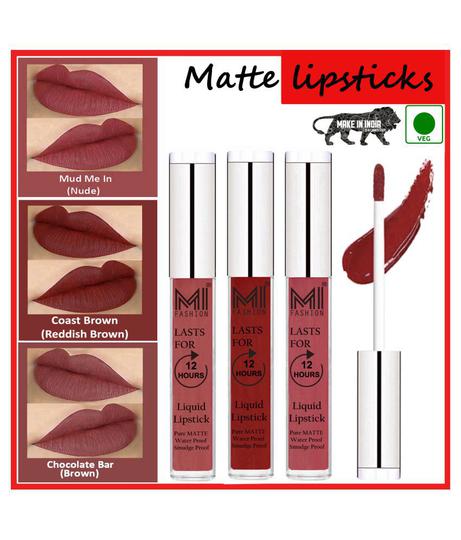 Matte lipsticks
MAKE IN INDIA
VEG
Mud Me In
(Nude)
Coast Brown
(Reddish Brown)
Chocolate Bar
(Brown)
MI
FASHION
LASTS
FOR
12
HOURS
Liquid
Lipstick
Pure MATTE
Water Proof
Smudge Proof
MI
FASHION
LASTS
FOR
12
HOURS
Liquid
Lipstick
Pure MATTE
Water Proof
Smudge Proof
MI
FASHION
LASTS
FOR
12
HOURS
Liquid
Lipstick
Pure MATTE
Water Proof
Smudge Proof